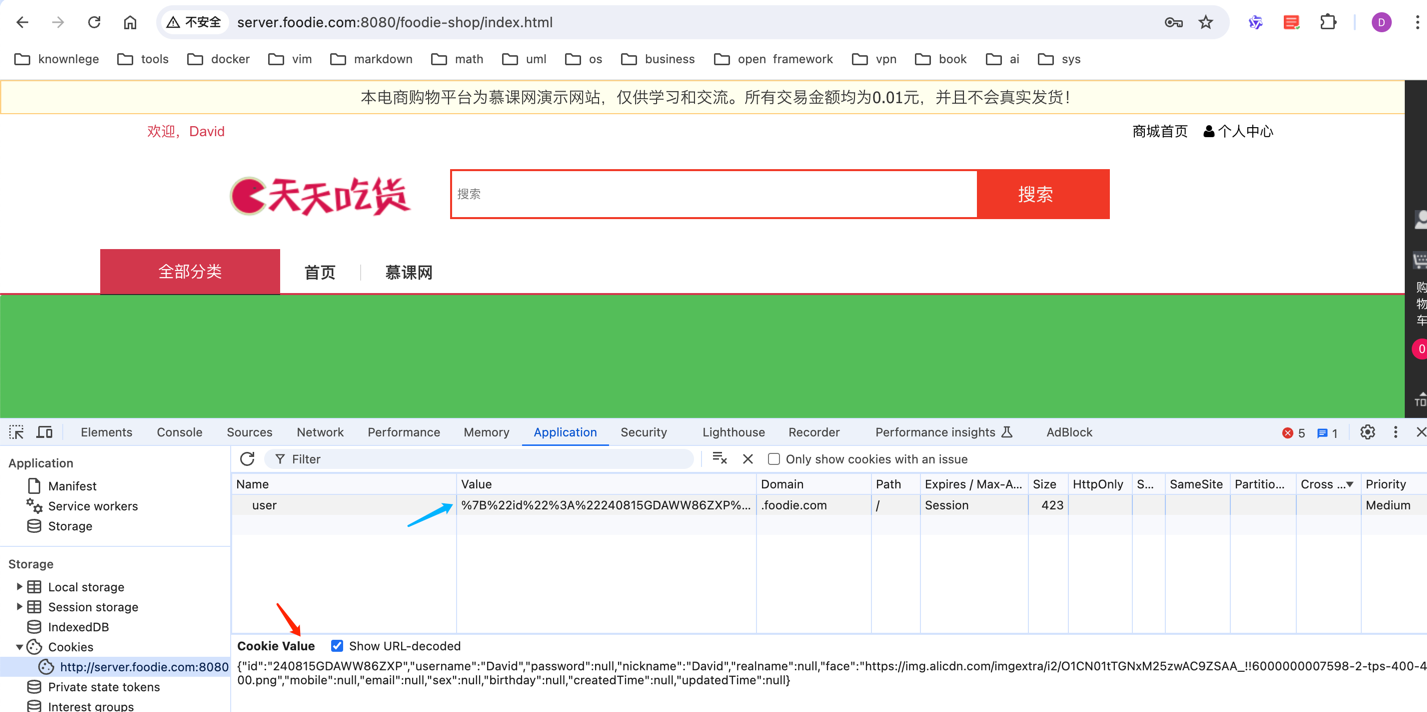 不安全 server.foodie.com:8080/foodie-shop/index.html D
knownlege tools docker vim markdown math uml os business open framework vpn book ai sys
本电商购物平台为慕课网演示网站，仅供学习和交流。所有交易金额均为0.01元，并且不会真实发货！
欢迎，David 商城首页 个人中心
天天吃货 搜索 搜索
全部分类 首页 慕课网
购
物
车
0
Elements Console Sources Network Performance Memory Application Security Lighthouse Recorder Performance insights AdBlock 5 1
Application Filter Only show cookies with an issue
Name Value Domain Path Expires / Max-A... Size HttpOnly S... SameSite Partitio... Cross ... Priority
Manifest
user %7B%22id%22%3A%22240815GDAWW86ZXP%... .foodie.com / Session 423 Medium
Service workers
Storage
Storage
Local storage
Session storage
IndexedDB
Cookies
Cookie Value Show URL-decoded
http://server.foodie.com:8080
{"id":"240815GDAWW86ZXP","username":"David","password":null,"nickname":"David","realname":null,"face":"https://img.alicdn.com/imgextra/i2/O1CN01tTGNxM25zwAC9ZSAA_!!6000000007598-2-tps-400-4
00.png","mobile":null,"email":null,"sex":null,"birthday":null,"createdTime":null,"updatedTime":null}
Private state tokens
Interest groups